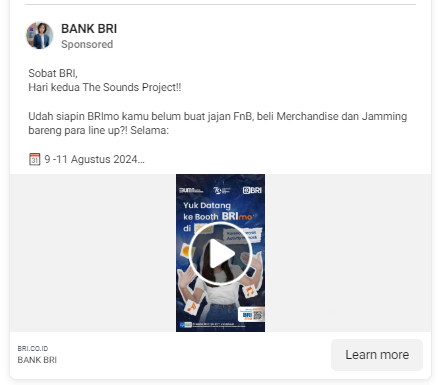 BANK BRI
Sponsored
Sobat BRI,
Hari kedua The Sounds Project!!
Udah siapin BRImo kamu belum buat jajan FnB, beli Merchandise dan Jamming
bareng para line up?! Selama:
9 -11 Agustus 2024...
BUMN BRI
Yuk Datang
ke Booth BRImo
di
BRI.CO.ID
BANK BRI
Learn more